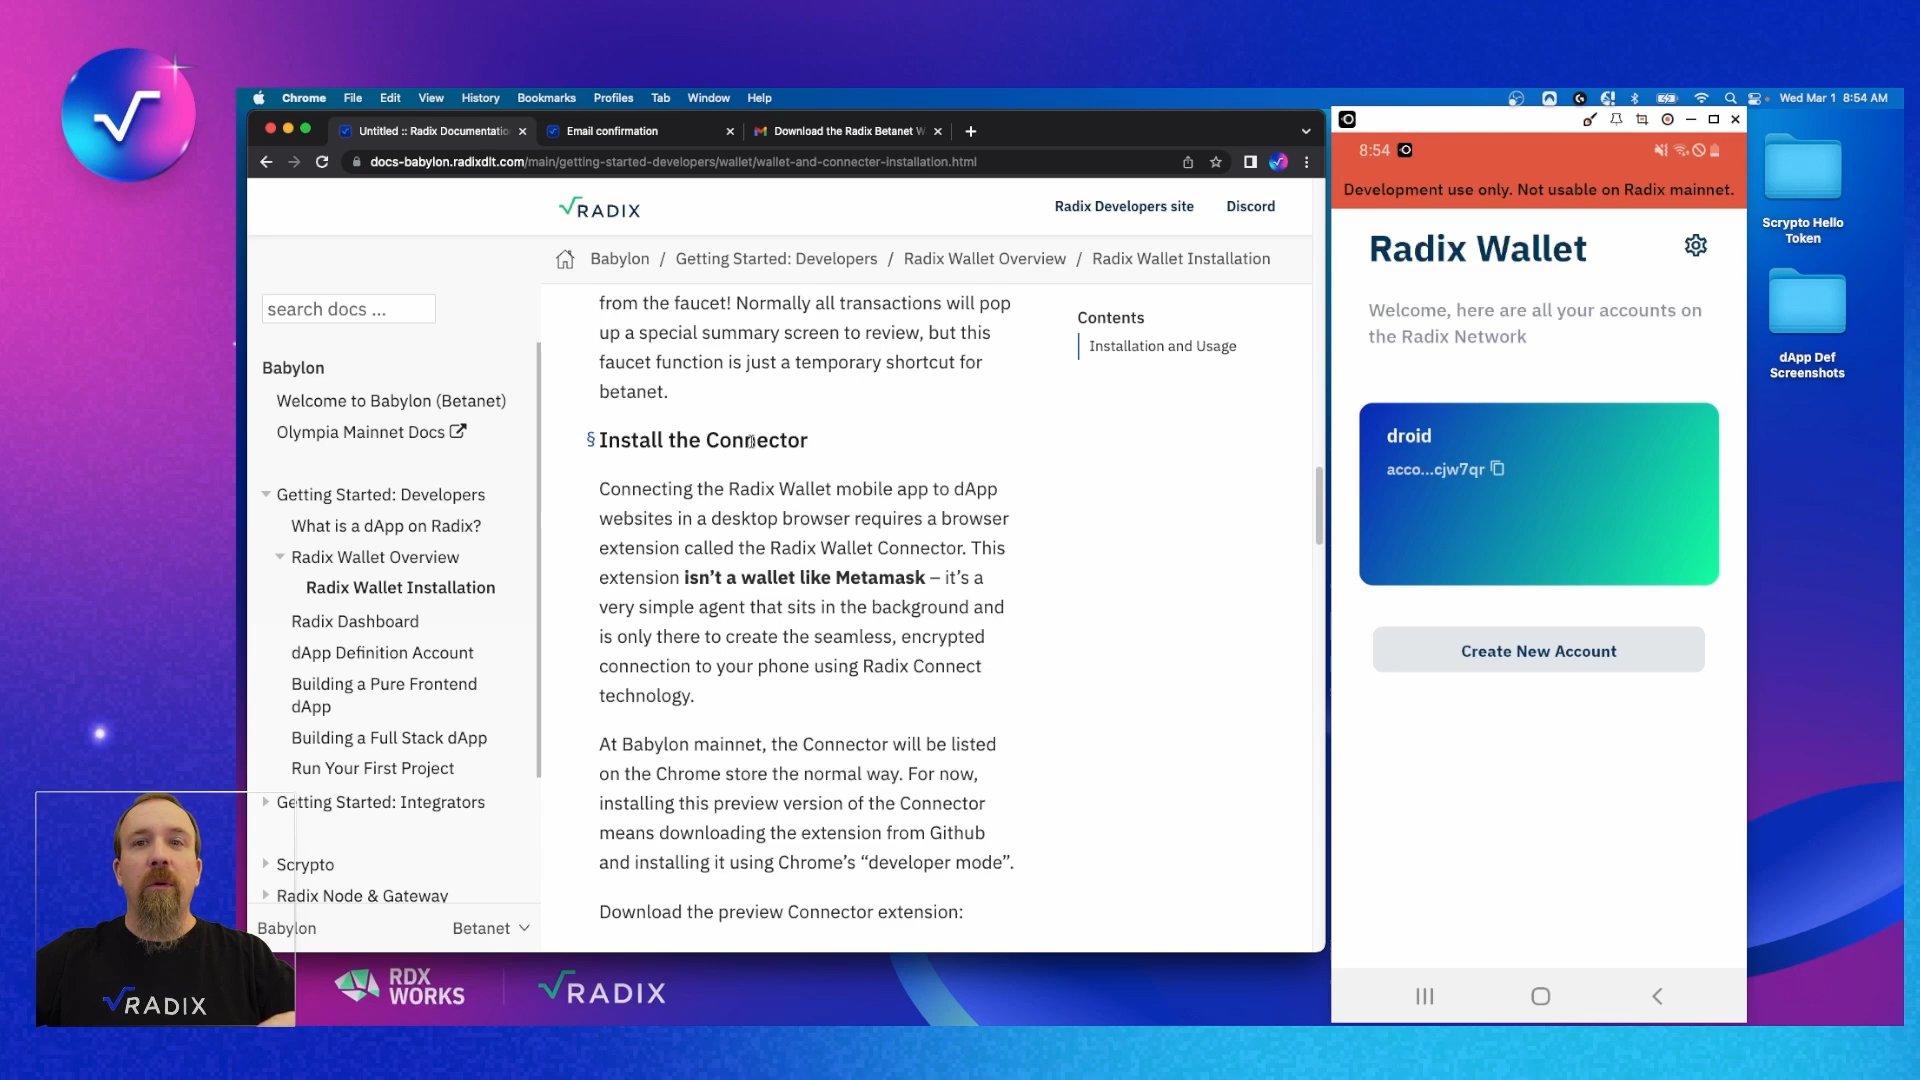 Chrome File Edit View History Bookmarks Profiles Tab Window Help
Wed Mar 1 8:54 AM
Untitled :: Radix Documentatio
Email confirmation
Download the Radix Betanet W
docs-babylon.radixdlt.com/main/getting-started-developers/wallet/wallet-and-connecter-installation.html
RADIX
Radix Developers site
Discord
Babylon / Getting Started: Developers / Radix Wallet Overview / Radix Wallet Installation
search docs ...
Babylon
Welcome to Babylon (Betanet)
Olympia Mainnet Docs
Getting Started: Developers
What is a dApp on Radix?
Radix Wallet Overview
Radix Wallet Installation
Radix Dashboard
dApp Definition Account
Building a Pure Frontend
dApp
Building a Full Stack dApp
Run Your First Project
Getting Started: Integrators
Scrypto
Radix Node & Gateway
Babylon
Betanet
from the faucet! Normally all transactions will pop
up a special summary screen to review, but this
faucet function is just a temporary shortcut for
betanet.
§ Install the Connector
Connecting the Radix Wallet mobile app to dApp
websites in a desktop browser requires a browser
extension called the Radix Wallet Connector. This
extension isn’t a wallet like Metamask – it’s a
very simple agent that sits in the background and
is only there to create the seamless, encrypted
connection to your phone using Radix Connect
technology.
At Babylon mainnet, the Connector will be listed
on the Chrome store the normal way. For now,
installing this preview version of the Connector
means downloading the extension from Github
and installing it using Chrome’s “developer mode”.
Download the preview Connector extension:
Contents
Installation and Usage
8:54
Development use only. Not usable on Radix mainnet.
Radix Wallet
Welcome, here are all your accounts on
the Radix Network
droid
acco...cjw7qr
Create New Account
Scrypto Hello
Token
dApp Def
Screenshots
RADIX
RDX
WORKS
RADIX